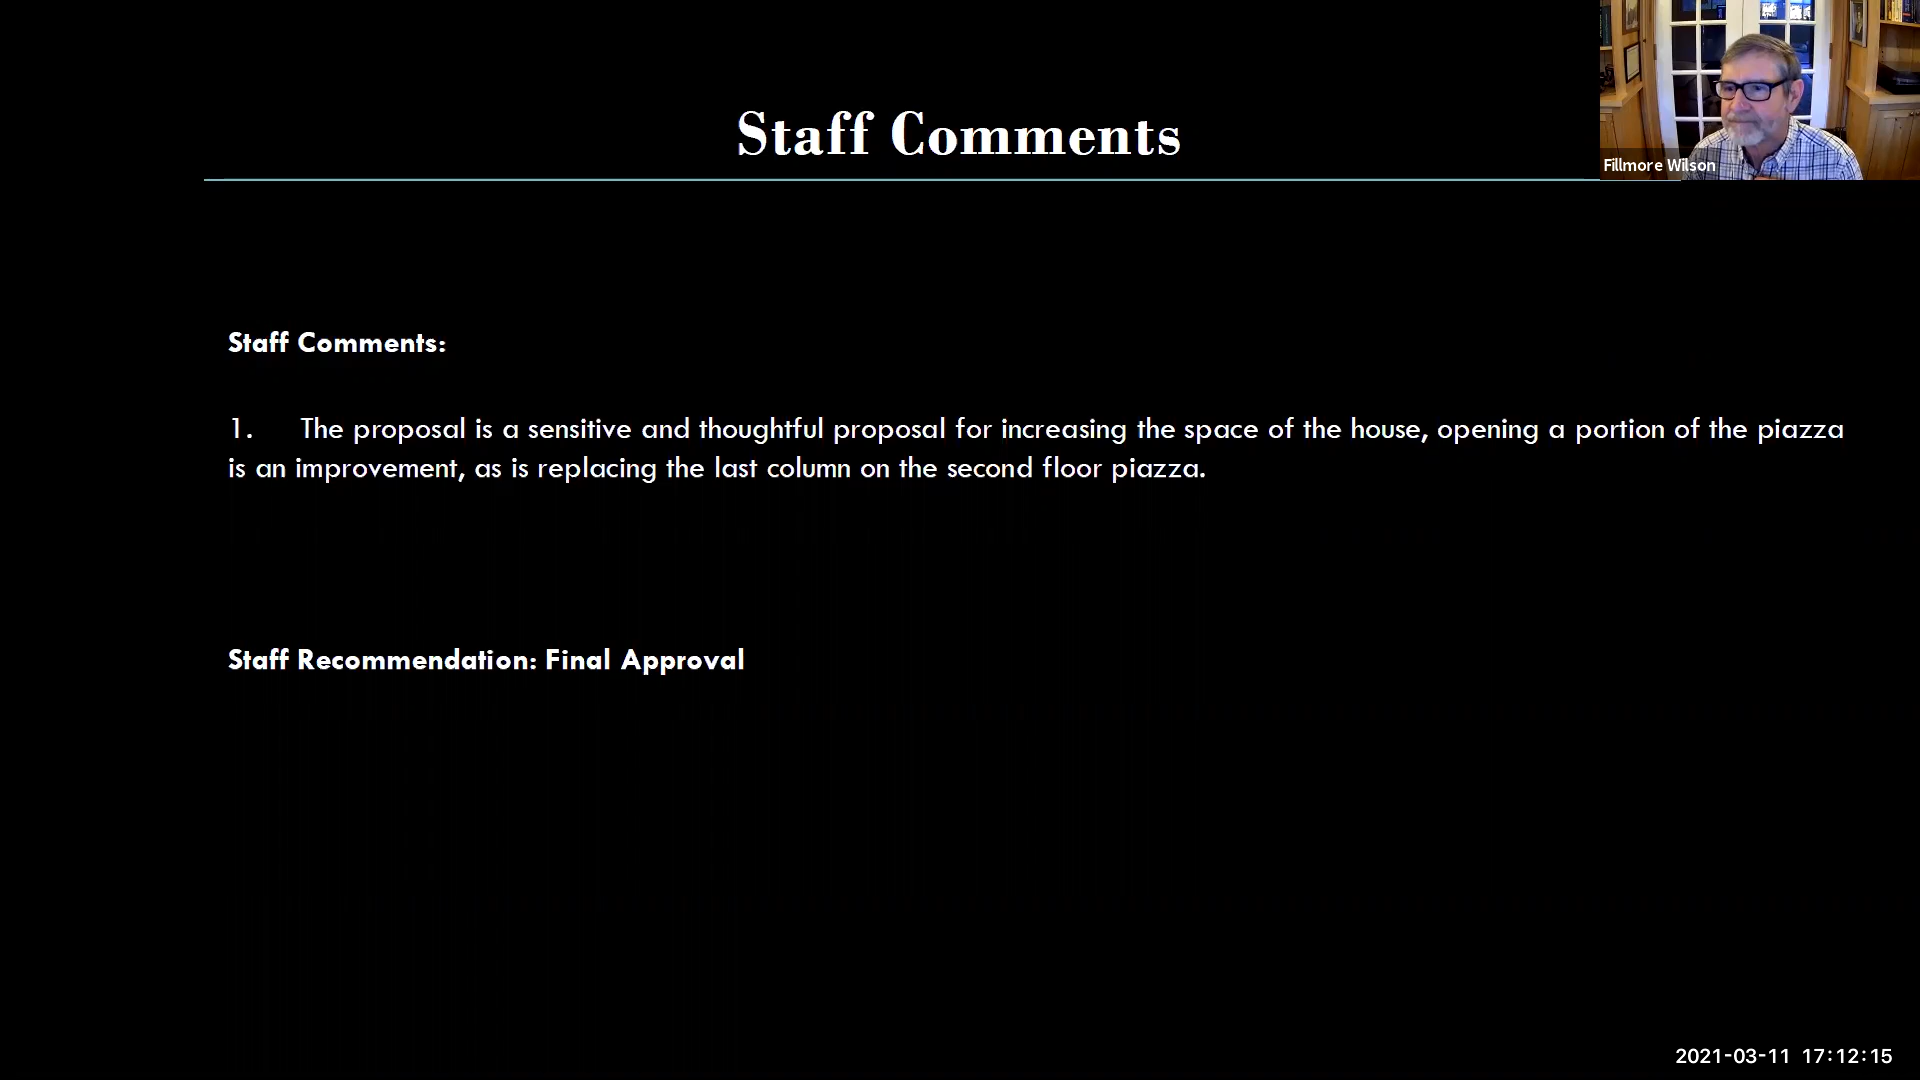 Staff Comments
Fillmore Wilson
Staff Comments:
1. The proposal is a sensitive and thoughtful proposal for increasing the space of the house, opening a portion of the piazza
is an improvement, as is replacing the last column on the second floor piazza.
Staff Recommendation: Final Approval
2021-03-11 17:12:15